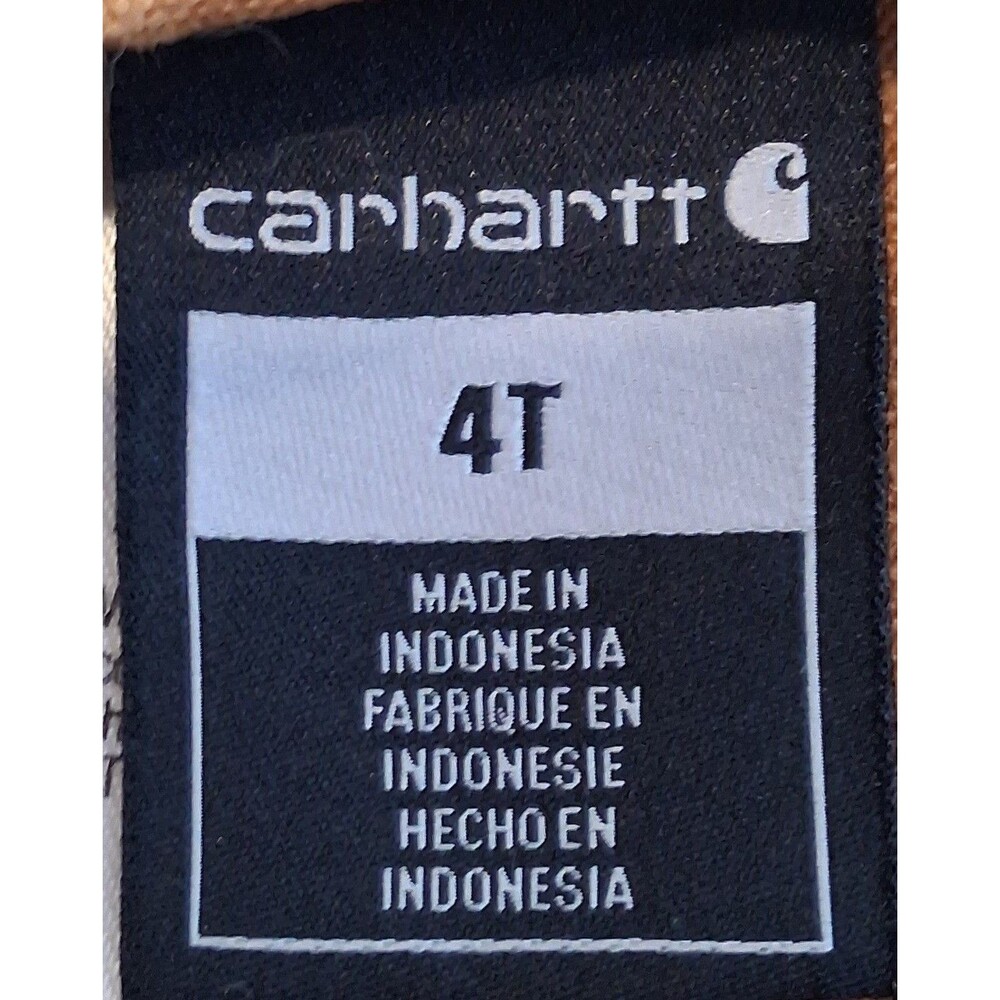 carhartt
4T
MADE IN
INDONESIA
FABRIQUE EN
INDONESIE
HECHO EN
INDONESIA